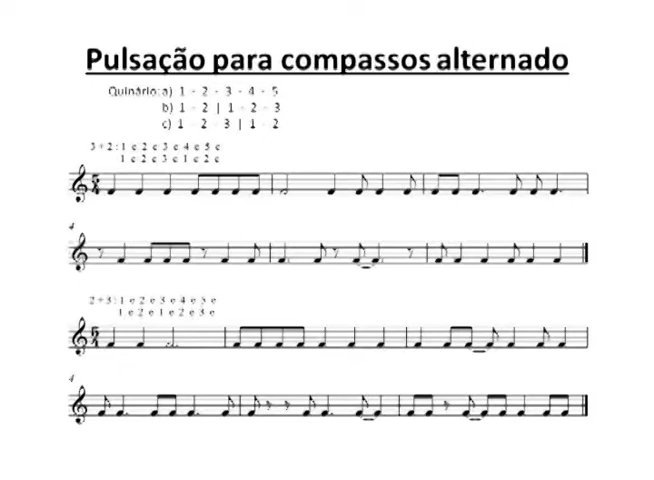 Pulsação para compassos alternado
Quinário: a) 1 - 2 - 3 - 4 - 5
b) 1 - 2 | 1 - 2 - 3
c) 1 - 2 - 3 | 1 - 2
3+2: 1 e 2 e 3 e 4 e 5 e
1 e 2 e 3 e 1 e 2 e
5
4
4
2+3: 1 e 2 e 3 e 4 e 5 e
1 e 2 e 1 e 2 e 3 e
5
4
4